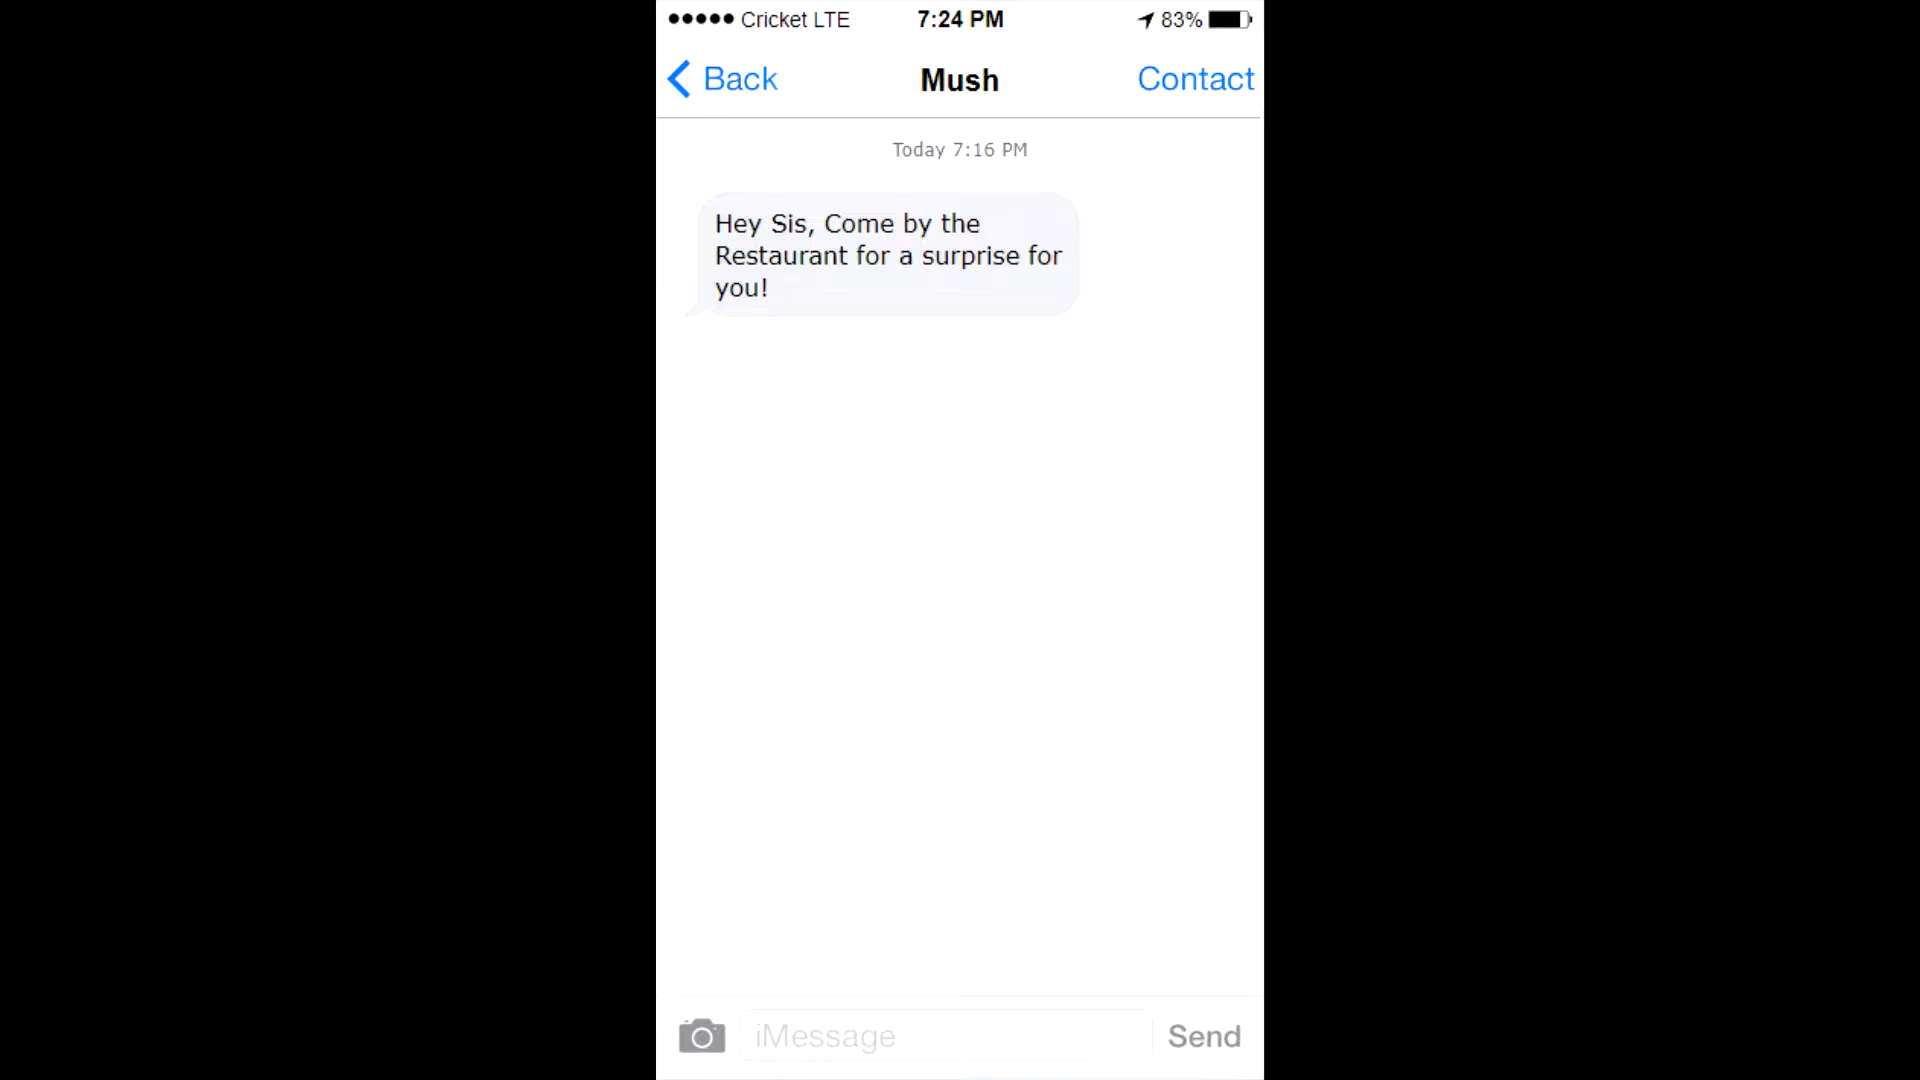 Cricket LTE 7:24 PM 83%
Back Mush Contact
Today 7:16 PM
Hey Sis, Come by the
Restaurant for a surprise for
you!
iMessage Send